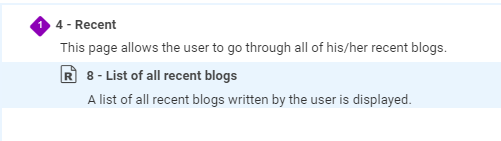 1 4 - Recent
This page allows the user to go through all of his/her recent blogs.
R 8 - List of all recent blogs
A list of all recent blogs written by the user is displayed.